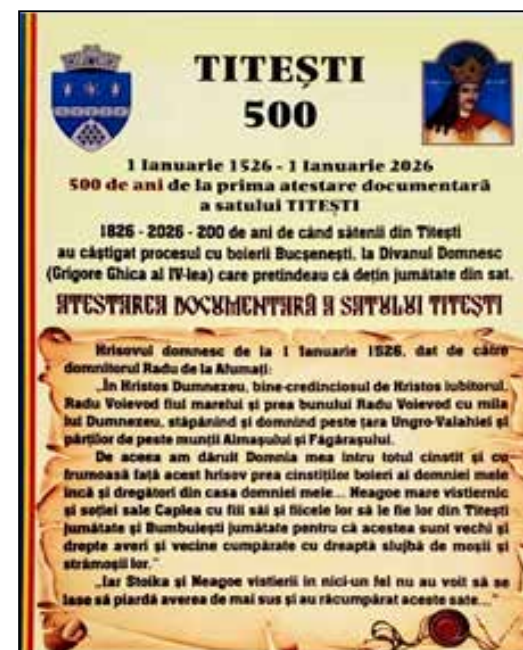 TITEȘTI
500
1 Ianuarie 1526 - 1 Ianuarie 2026
500 de ani de la prima atestare documentară
a satului TITEȘTI
1826 - 2026 - 200 de ani de când sătenii din Titești
au câștigat procesul cu boierii Bucșenești, la Divanul Domnesc
(Grigore Ghica al IV-lea) care pretindeau că dețin jumătate din sat.
ATESTAREA DOCUMENTARĂ A SATULUI TITEȘTI
Hrisovul domnesc de la 1 Ianuarie 1526, dat de către
domnitorul Radu de la Afumați:
„În Hristos Dumnezeu, bine-credinciosul de Hristos iubitorul,
Radu Voievod fiul marelui și prea bunului Radu Voievod cu mila
lui Dumnezeu, stăpânind și domnind peste țara Ungro-Valahiei și
părților de peste munții Almașului și Făgărașului.
De aceea am dăruit Domnia mea intru totul cinstit și cu
frumoasă față acest hrisov prea cinstiților boieri ai domniei mele
încă și dregători din casa domniei mele... Neagoe mare vistiernic
și soției sale Caplea cu fiii săi și fiicele lor să le fie lor din Titești
jumătate și Bumbuiești jumătate pentru că acestea sunt vechi și
drepte averi și vecine cumpărate cu dreaptă slujbă de moșii și
strămoșii lor.”
„Iar Stoika și Neagoe vistierii in nici-un fel nu au voit să se
lase să piardă averea de mai sus și au răcumpărat aceste sate...”